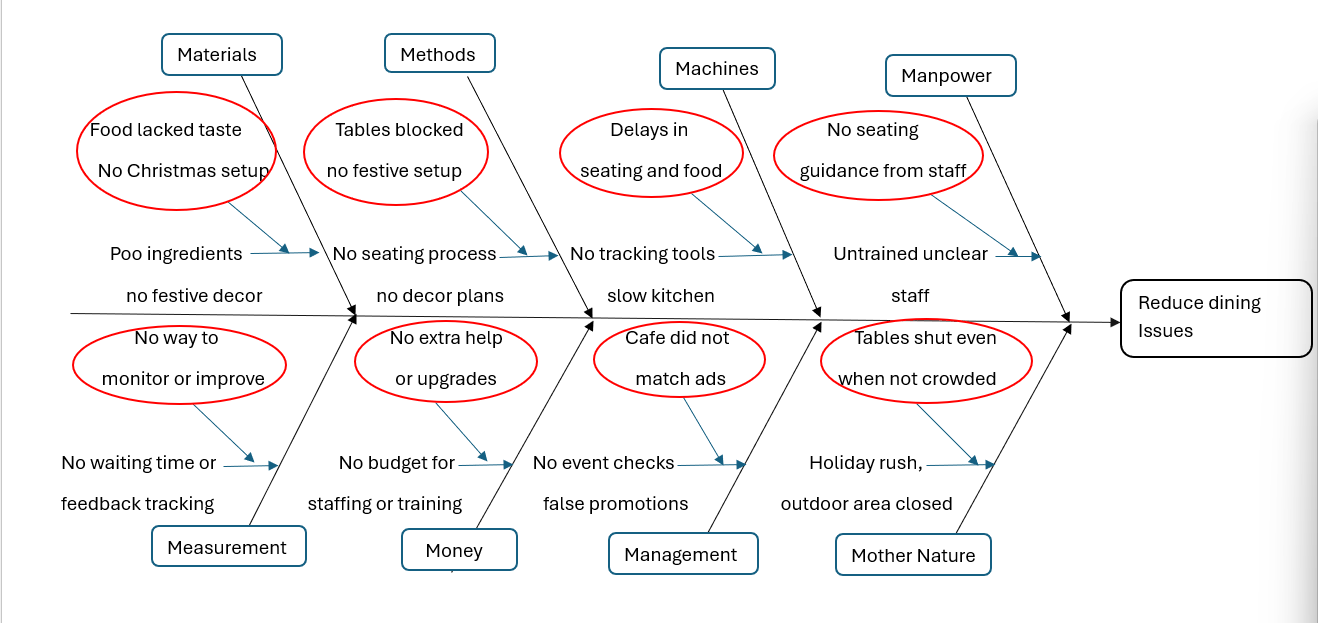 Materials
Methods
Machines
Manpower
Food lacked taste
No Christmas setup
Tables blocked
no festive setup
Delays in
seating and food
No seating
guidance from staff
Poo ingredients
no festive decor
No seating process
no decor plans
No tracking tools
slow kitchen
Untrained unclear
staff
Reduce dining
Issues
No way to
monitor or improve
No extra help
or upgrades
Cafe did not
match ads
Tables shut even
when not crowded
No waiting time or
feedback tracking
No budget for
staffing or training
No event checks
false promotions
Holiday rush,
outdoor area closed
Measurement
Money
Management
Mother Nature